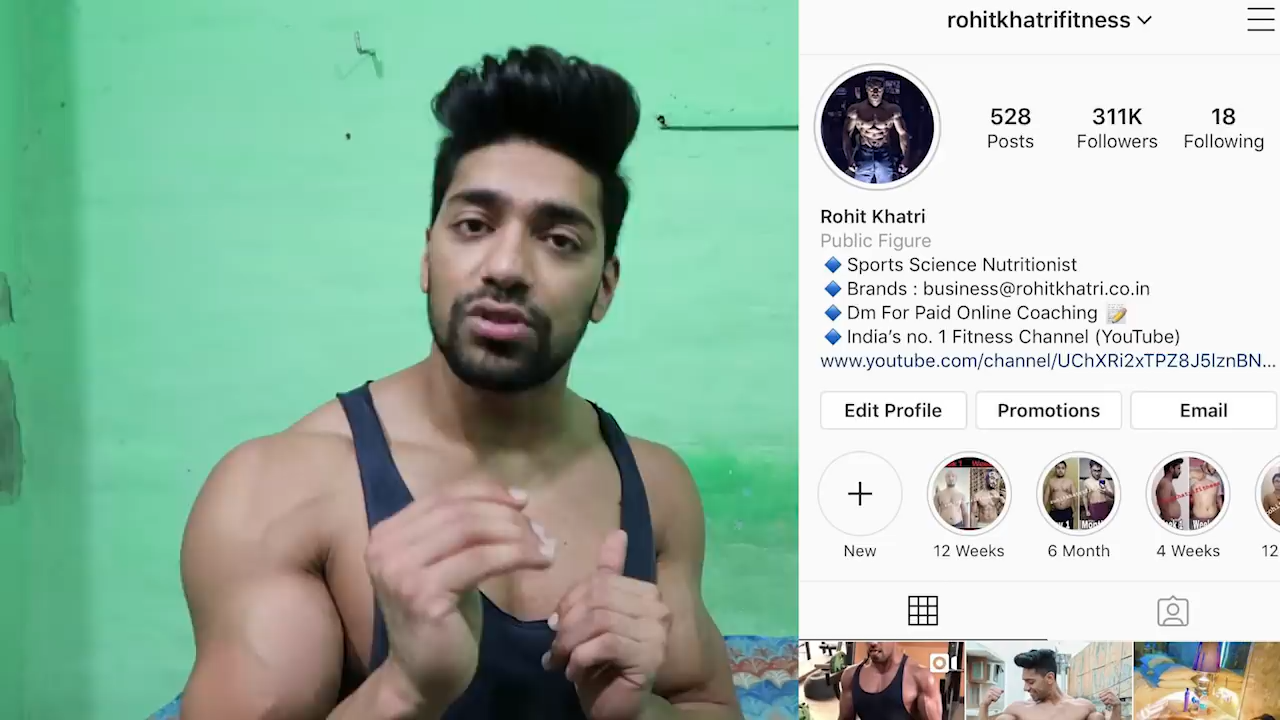 rohitkhatrifitness
528
311K
18
Posts
Followers
Following
Rohit Khatri
Public Figure
Sports Science Nutritionist
Brands : business@rohitkhatri.co.in
Dm For Paid Online Coaching
India's no. 1 Fitness Channel (YouTube)
www.youtube.com/channel/UChXRi2xTPZ8J5IznBN...
Edit Profile
Promotions
Email
New
12 Weeks
6 Month
4 Weeks
12